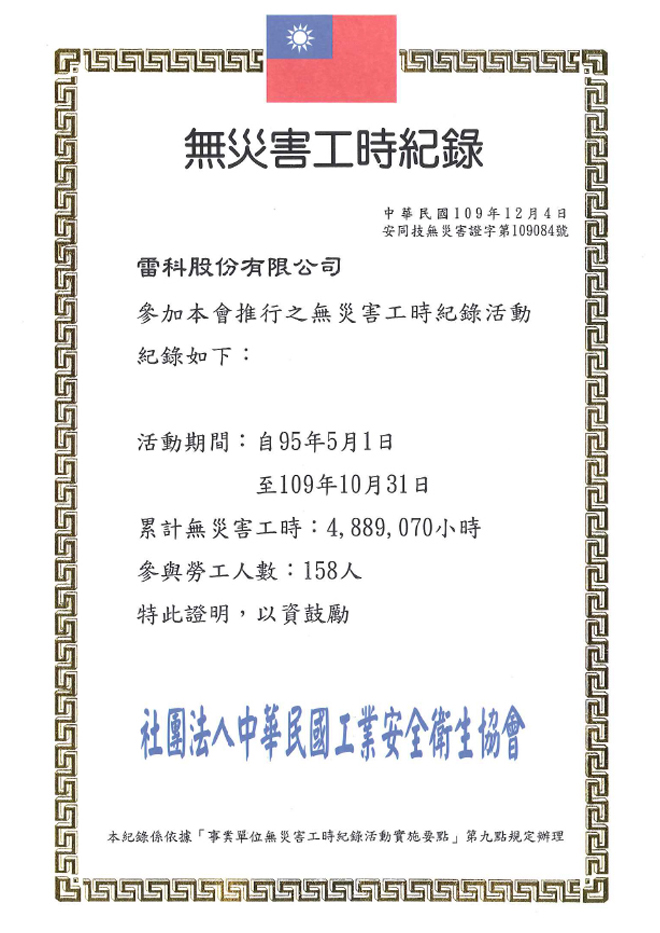 無災害工時紀錄
中華民國109年12月4日
安同技無災害證字第109084號
雷科股份有限公司
參加本會推行之無災害工時紀錄活動
紀錄如下：
活動期間：自95年5月1日
至109年10月31日
累計無災害工時：4,889,070小時
參與勞工人數：158人
特此證明，以資鼓勵
社團法人中華民國工業安全衛生協會
本紀錄係依據「事業單位無災害工時紀錄活動實施要點」第九點規定辦理